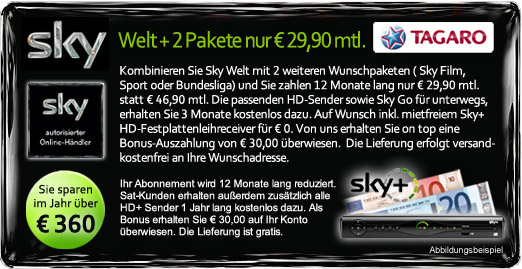 sky
Welt + 2 Pakete nur € 29,90 mtl.
TAGARO
Kombinieren Sie Sky Welt mit 2 weiteren Wunschpaketen ( Sky Film,
Sport oder Bundesliga) und Sie zahlen 12 Monate lang nur € 29,90 mtl.
statt € 46,90 mtl. Die passenden HD-Sender sowie Sky Go für unterwegs,
erhalten Sie 3 Monate kostenlos dazu. Auf Wunsch inkl. mietfreiem Sky+
HD-Festplattenleihreceiver für € 0. Von uns erhalten Sie on top eine
Bonus-Auszahlung von € 30,00 überwiesen. Die Lieferung erfolgt versand-
kostenfrei an Ihre Wunschadresse.
sky
autorisierter
Online-Händler
Sie sparen
im Jahr über
€ 360
Ihr Abonnement wird 12 Monate lang reduziert.
Sat-Kunden erhalten außerdem zusätzlich alle
HD+ Sender 1 Jahr lang kostenlos dazu. Als
Bonus erhalten Sie € 30,00 auf Ihr Konto
überwiesen. Die Lieferung ist gratis.
sky+
Abbildungsbeispiel